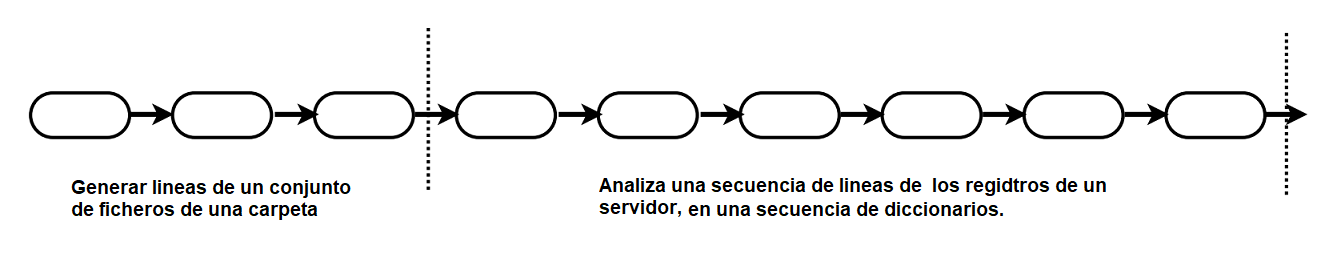 Generar lineas de un conjunto
de ficheros de una carpeta
Analiza una secuencia de lineas de los regidtros de un
servidor, en una secuencia de diccionarios.